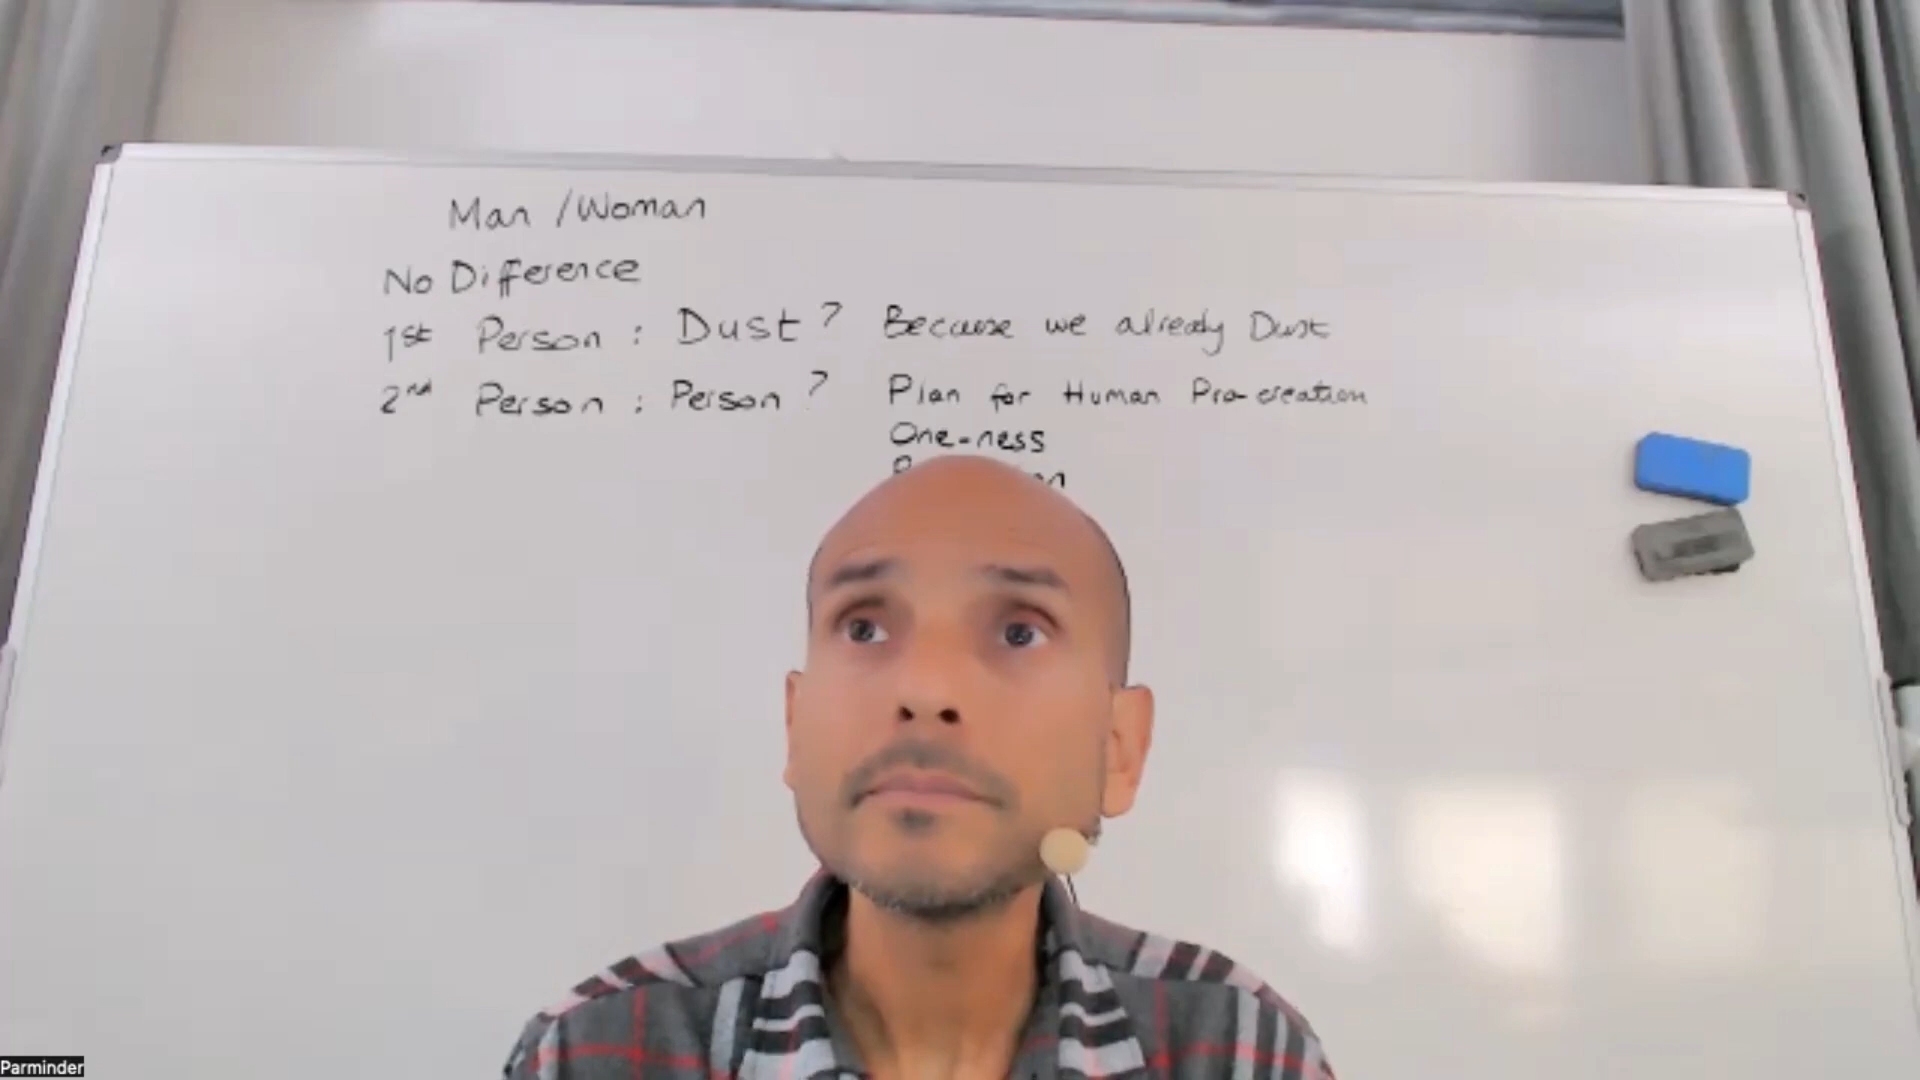 Man / Woman
No Difference
1st Person : Dust ? Because we already Dust
2nd Person : Person ? Plan for Human Pro-creation
One-ness
Parminder